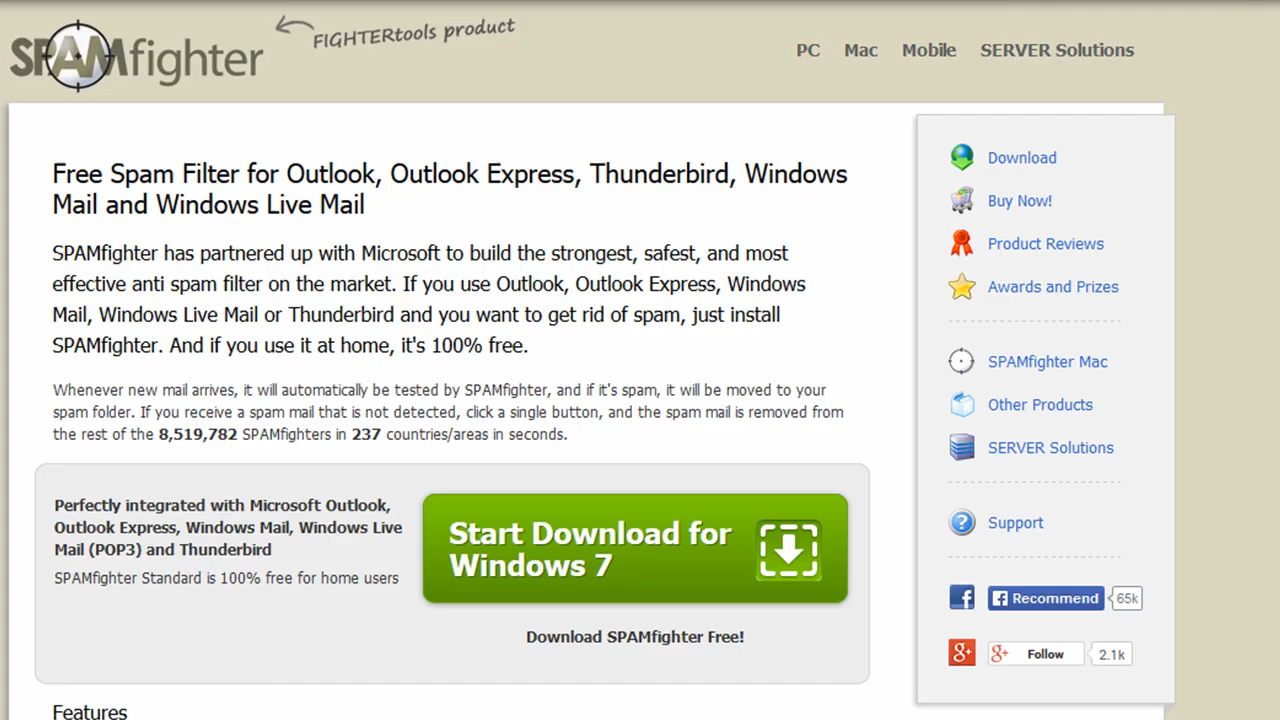 SPAMfighter
FIGHTERtools product
PC Mac Mobile SERVER Solutions
Free Spam Filter for Outlook, Outlook Express, Thunderbird, Windows
Mail and Windows Live Mail
SPAMfighter has partnered up with Microsoft to build the strongest, safest, and most
effective anti spam filter on the market. If you use Outlook, Outlook Express, Windows
Mail, Windows Live Mail or Thunderbird and you want to get rid of spam, just install
SPAMfighter. And if you use it at home, it's 100% free.
Whenever new mail arrives, it will automatically be tested by SPAMfighter, and if it's spam, it will be moved to your
spam folder. If you receive a spam mail that is not detected, click a single button, and the spam mail is removed from
the rest of the 8,519,782 SPAMfighters in 237 countries/areas in seconds.
Perfectly integrated with Microsoft Outlook,
Outlook Express, Windows Mail, Windows Live
Mail (POP3) and Thunderbird
SPAMfighter Standard is 100% free for home users
Start Download for
Windows 7
Download SPAMfighter Free!
Features
Download
Buy Now!
Product Reviews
Awards and Prizes
SPAMfighter Mac
Other Products
SERVER Solutions
Support
Recommend 65k
Follow 2.1k